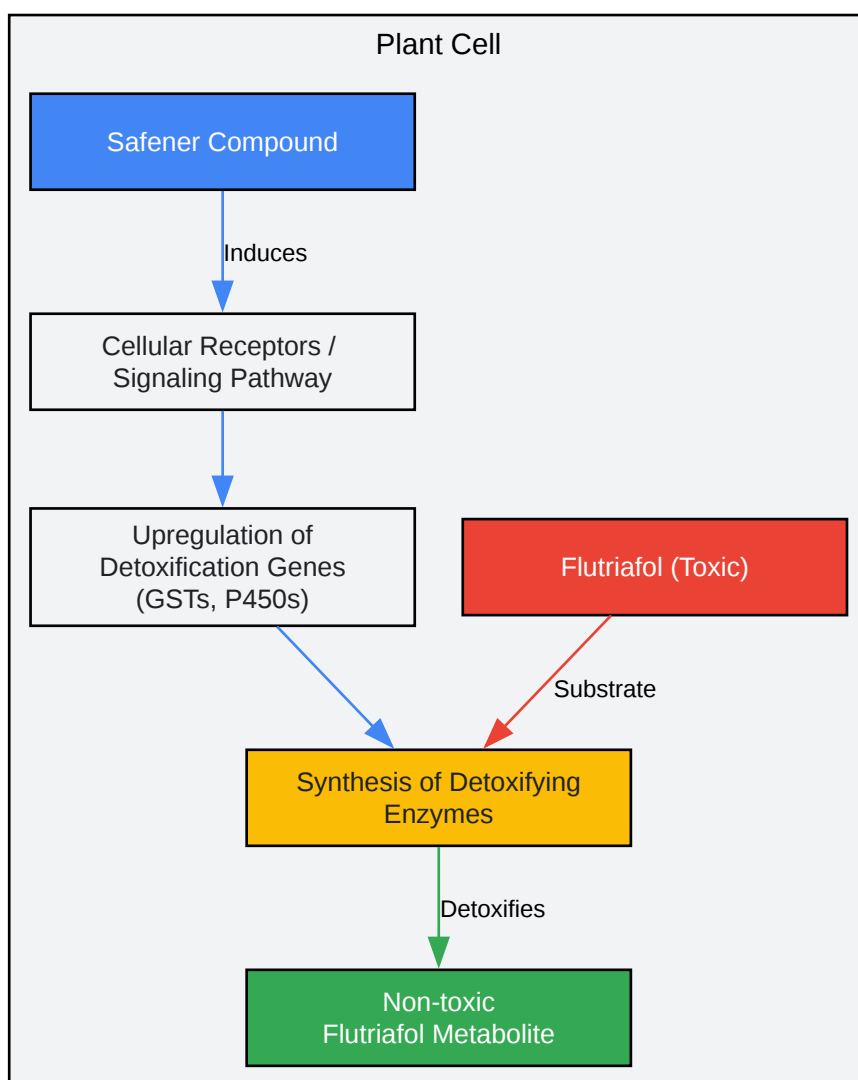 Plant Cell
Safener Compound
Induces
Cellular Receptors /
Signaling Pathway
Upregulation of
Detoxification Genes
(GSTs, P450s)
Flutriafol (Toxic)
Substrate
Synthesis of Detoxifying
Enzymes
Detoxifies
Non-toxic
Flutriafol Metabolite